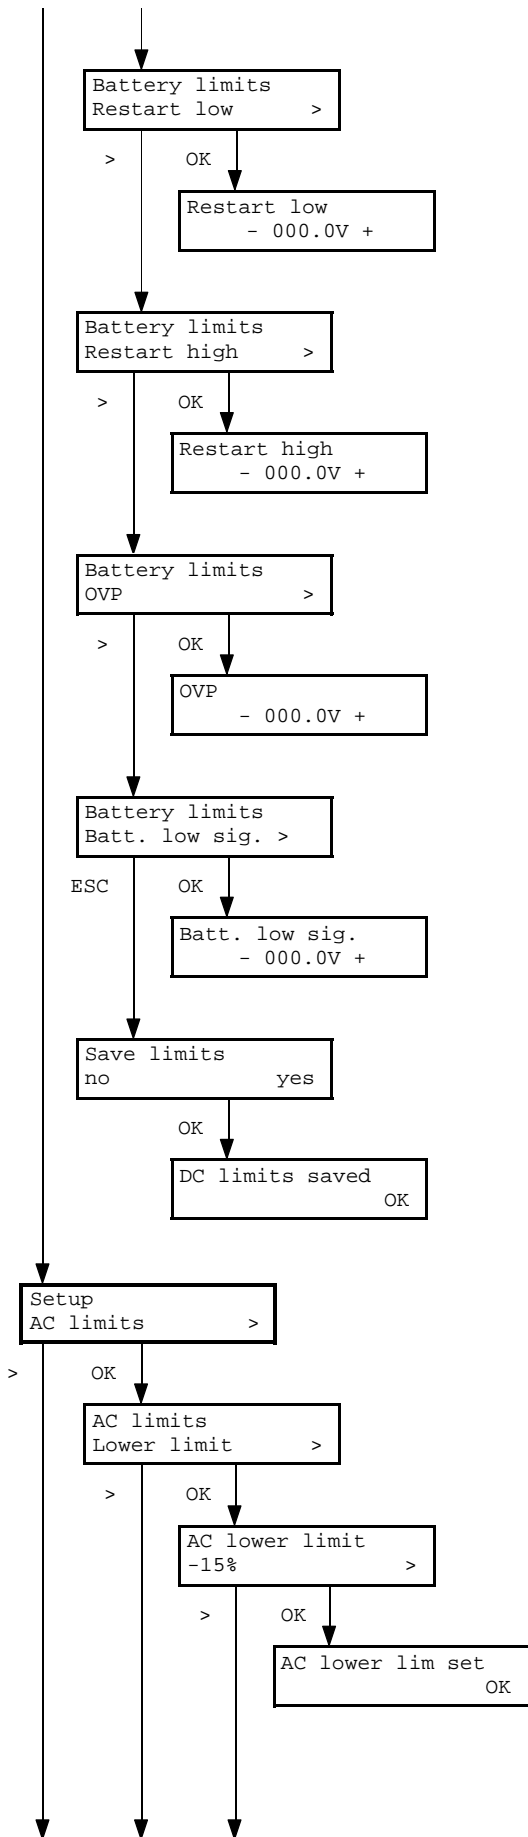 Battery limits
Restart low >
> OK
Restart low
- 000.0V +
Battery limits
Restart high >
> OK
Restart high
- 000.0V +
Battery limits
OVP >
> OK
OVP
- 000.0V +
Battery limits
Batt. low sig. >
ESC OK
Batt. low sig.
- 000.0V +
Save limits
no yes
OK
DC limits saved
OK
Setup
AC limits >
> OK
AC limits
Lower limit >
> OK
AC lower limit
-15% >
> OK
AC lower lim set
OK